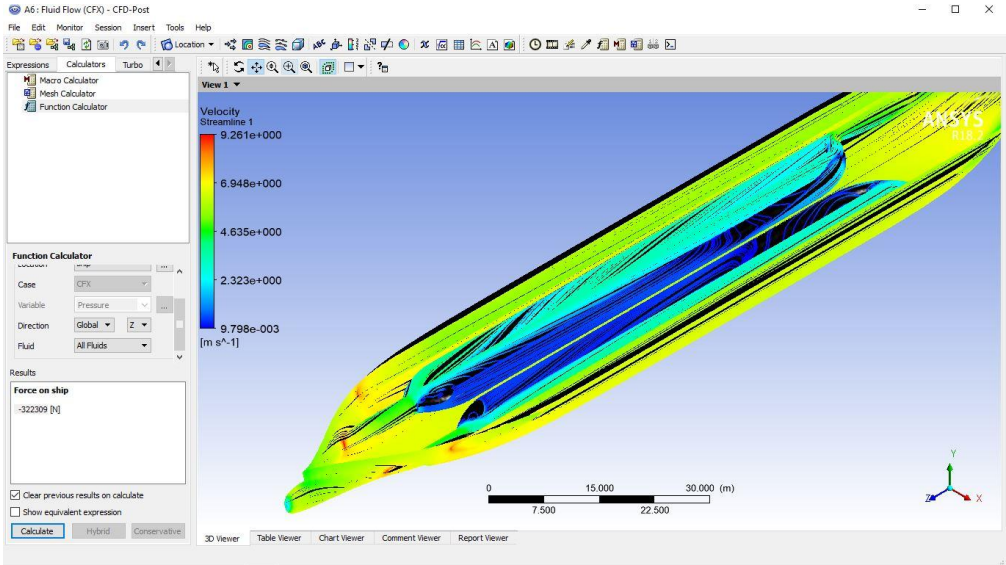 A6 : Fluid Flow (CFX) - CFD-Post
File Edit Monitor Session Insert Tools Help
Location
Expressions Calculators Turbo
Macro Calculator
Mesh Calculator
Function Calculator
View 1
Velocity
Streamline 1
9.261e+000
6.948e+000
4.635e+000
2.323e+000
9.798e-003
[m s^-1]
ANSYS
Function Calculator
Case CFX
Variable Pressure ...
Direction Global Z
Fluid All Fluids
Results
Force on ship
-322309 [N]
Clear previous results on calculate
Show equivalent expression
Calculate Hybrid Conservative
0 15.000 30.000 (m)
7.500 22.500
Y
Z X
3D Viewer Table Viewer Chart Viewer Comment Viewer Report Viewer